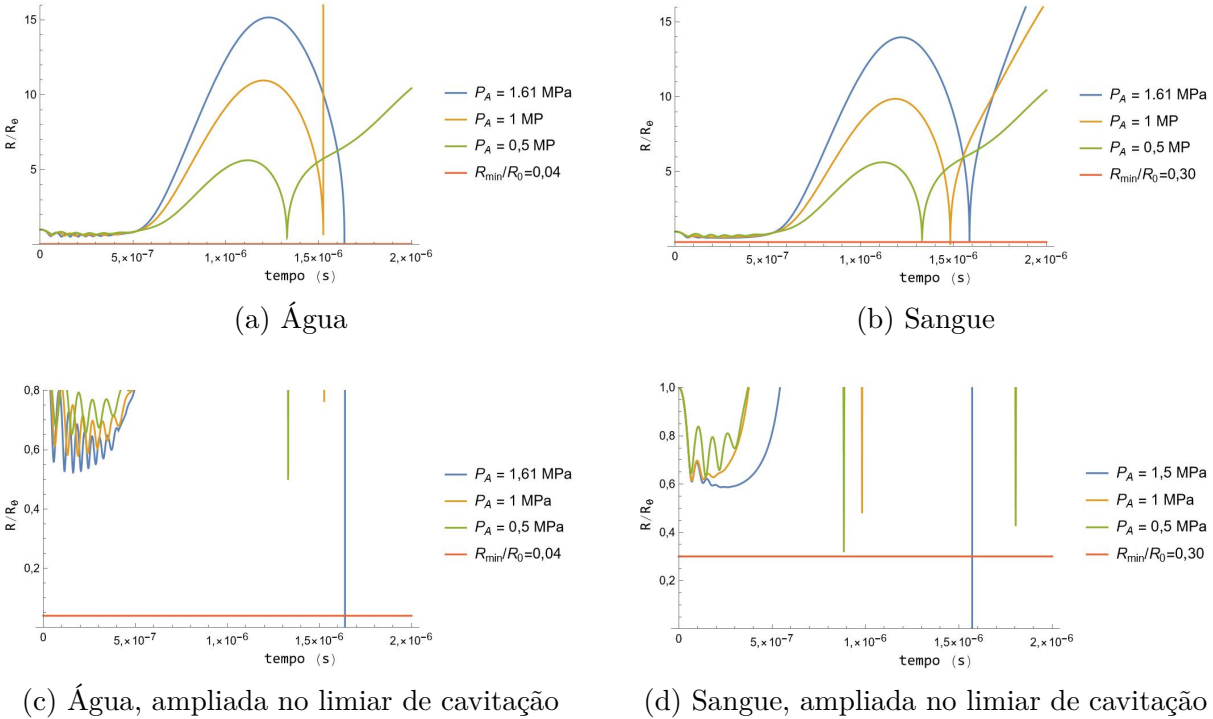 15
10
5
R/R₀
0
5,×10⁻⁷
1,×10⁻⁶
1,5×10⁻⁶
2,×10⁻⁶
tempo (s)
P_A = 1.61 MPa
P_A = 1 MP
P_A = 0,5 MP
R_min/R₀=0,04
(a) Água
15
10
5
R/R₀
0
5,×10⁻⁷
1,×10⁻⁶
1,5×10⁻⁶
2,×10⁻⁶
tempo (s)
P_A = 1.61 MPa
P_A = 1 MP
P_A = 0,5 MP
R_min/R₀=0,30
(b) Sangue
0,8
0,6
0,4
0,2
R/R₀
0
5,×10⁻⁷
1,×10⁻⁶
1,5×10⁻⁶
2,×10⁻⁶
tempo (s)
P_A = 1,61 MPa
P_A = 1 MPa
P_A = 0,5 MPa
R_min/R₀=0,04
(c) Água, ampliada no limiar de cavitação
1,0
0,8
0,6
0,4
0,2
R/R₀
0
5,×10⁻⁷
1,×10⁻⁶
1,5×10⁻⁶
2,×10⁻⁶
tempo (s)
P_A = 1,5 MPa
P_A = 1 MPa
P_A = 0,5 MPa
R_min/R₀=0,30
(d) Sangue, ampliada no limiar de cavitação